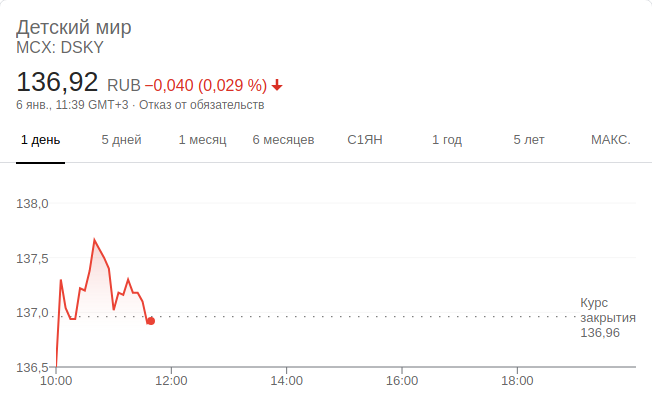 Детский мир
MCX: DSKY
136,92 RUB −0,040 (0,029 %)
6 янв., 11:39 GMT+3 · Отказ от обязательств
1 день 5 дней 1 месяц 6 месяцев С1ЯН 1 год 5 лет МАКС.
138,0
137,5
137,0
136,5
Курс
закрытия
136,96
10:00 12:00 14:00 16:00 18:00